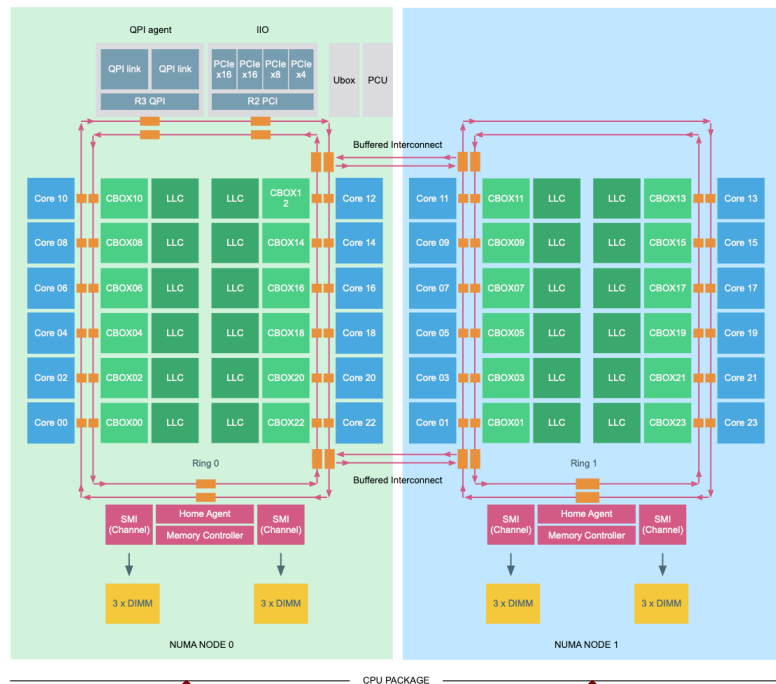 QPI agent
IIO
QPI link
QPI link
PCIe
x16
PCIe
x16
PCIe
x8
PCIe
x4
Ubox
PCU
R3 QPI
R2 PCI
Buffered Interconnect
Core 10
CBOX10
LLC
LLC
CBOX1
2
Core 12
Core 11
CBOX11
LLC
LLC
CBOX13
Core 13
Core 08
CBOX08
LLC
LLC
CBOX14
Core 14
Core 09
CBOX09
LLC
LLC
CBOX15
Core 15
Core 06
CBOX06
LLC
LLC
CBOX16
Core 16
Core 07
CBOX07
LLC
LLC
CBOX17
Core 17
Core 04
CBOX04
LLC
LLC
CBOX18
Core 18
Core 05
CBOX05
LLC
LLC
CBOX19
Core 19
Core 02
CBOX02
LLC
LLC
CBOX20
Core 20
Core 03
CBOX03
LLC
LLC
CBOX21
Core 21
Core 00
CBOX00
LLC
LLC
CBOX22
Core 22
Core 01
CBOX01
LLC
LLC
CBOX23
Core 23
Ring 0
Ring 1
Buffered Interconnect
SMI
(Channel)
Home Agent
Memory Controller
SMI
(Channel)
SMI
(Channel)
Home Agent
Memory Controller
SMI
(Channel)
3 x DIMM
3 x DIMM
3 x DIMM
3 x DIMM
NUMA NODE 0
NUMA NODE 1
CPU PACKAGE